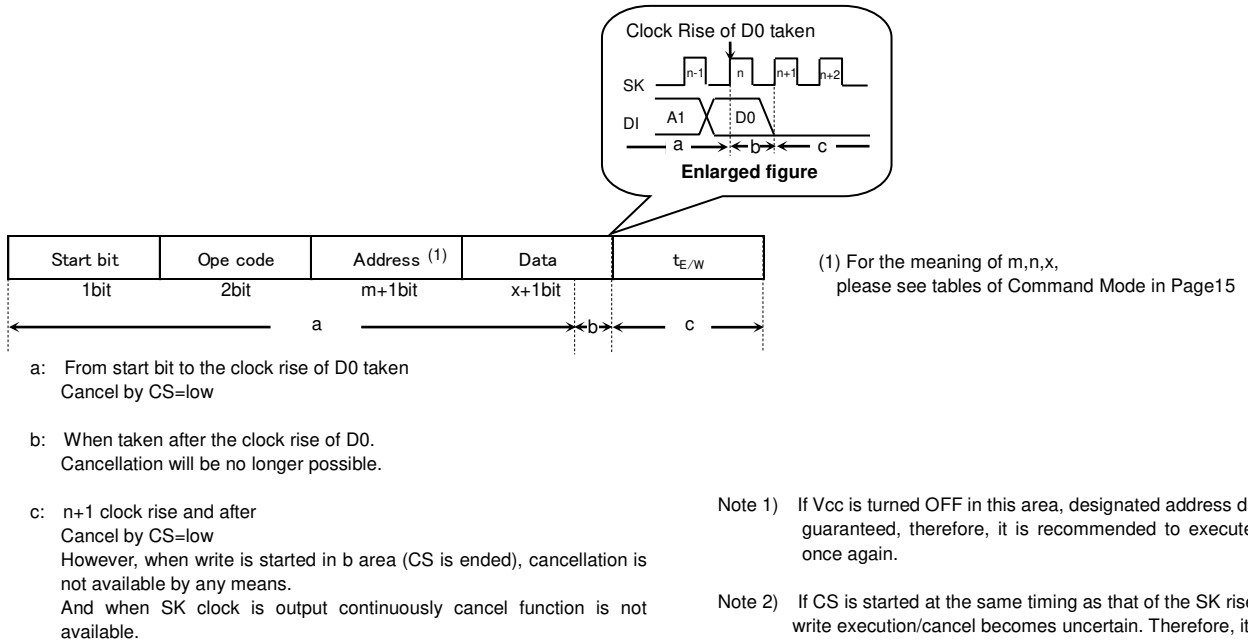 Clock Rise of D0 taken
SK
n-1 n n+1 n+2
DI A1 D0
a b c
Enlarged figure
Start bit Ope code Address (1) Data tE/W
1bit 2bit m+1bit x+1bit
a b c
(1) For the meaning of m,n,x,
please see tables of Command Mode in Page15
a: From start bit to the clock rise of D0 taken
Cancel by CS=low
b: When taken after the clock rise of D0.
Cancellation will be no longer possible.
c: n+1 clock rise and after
Cancel by CS=low
However, when write is started in b area (CS is ended), cancellation is
not available by any means.
And when SK clock is output continuously cancel function is not
available.
Note 1) If Vcc is turned OFF in this area, designated address d
guaranteed, therefore, it is recommended to execute
once again.
Note 2) If CS is started at the same timing as that of the SK rise
write execution/cancel becomes uncertain. Therefore, it